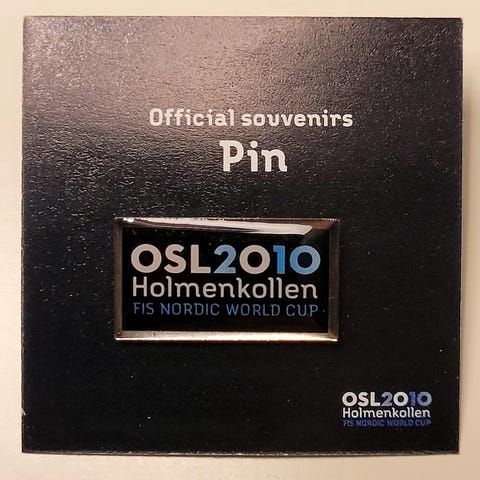 Official souvenirs
Pin
OSL2010
Holmenkollen
FIS NORDIC WORLD CUP
OSL2010
Holmenkollen
FIS NORDIC WORLD CUP